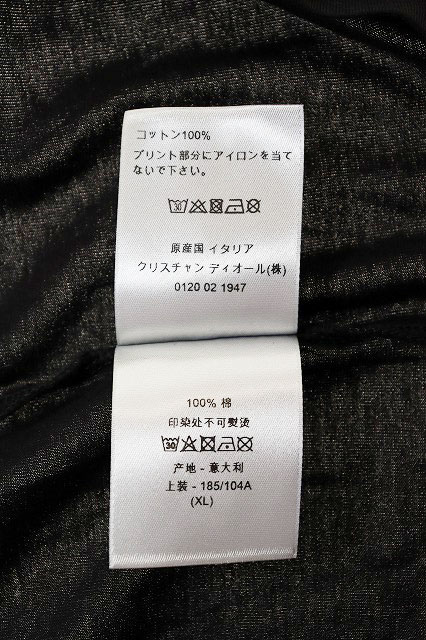 コットン100%
プリント部分にアイロンを当て
ないで下さい。
30
原産国 イタリア
クリスチャン ディオール(株)
0120 02 1947
100% 棉
印染处不可熨烫
30
产地 - 意大利
上装 - 185/104A
(XL)